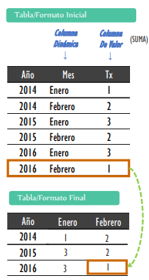 Tabla/Formato Inicial
Columna Dinámica
Columna De Valor
(SUMA)
Año Mes Tx
2014 Enero 1
2014 Febrero 2
2015 Enero 3
2015 Febrero 2
2016 Enero 3
2016 Febrero 1
Tabla/Formato Final
Año Enero Febrero
2014 1 2
2015 3 2
2016 3 1